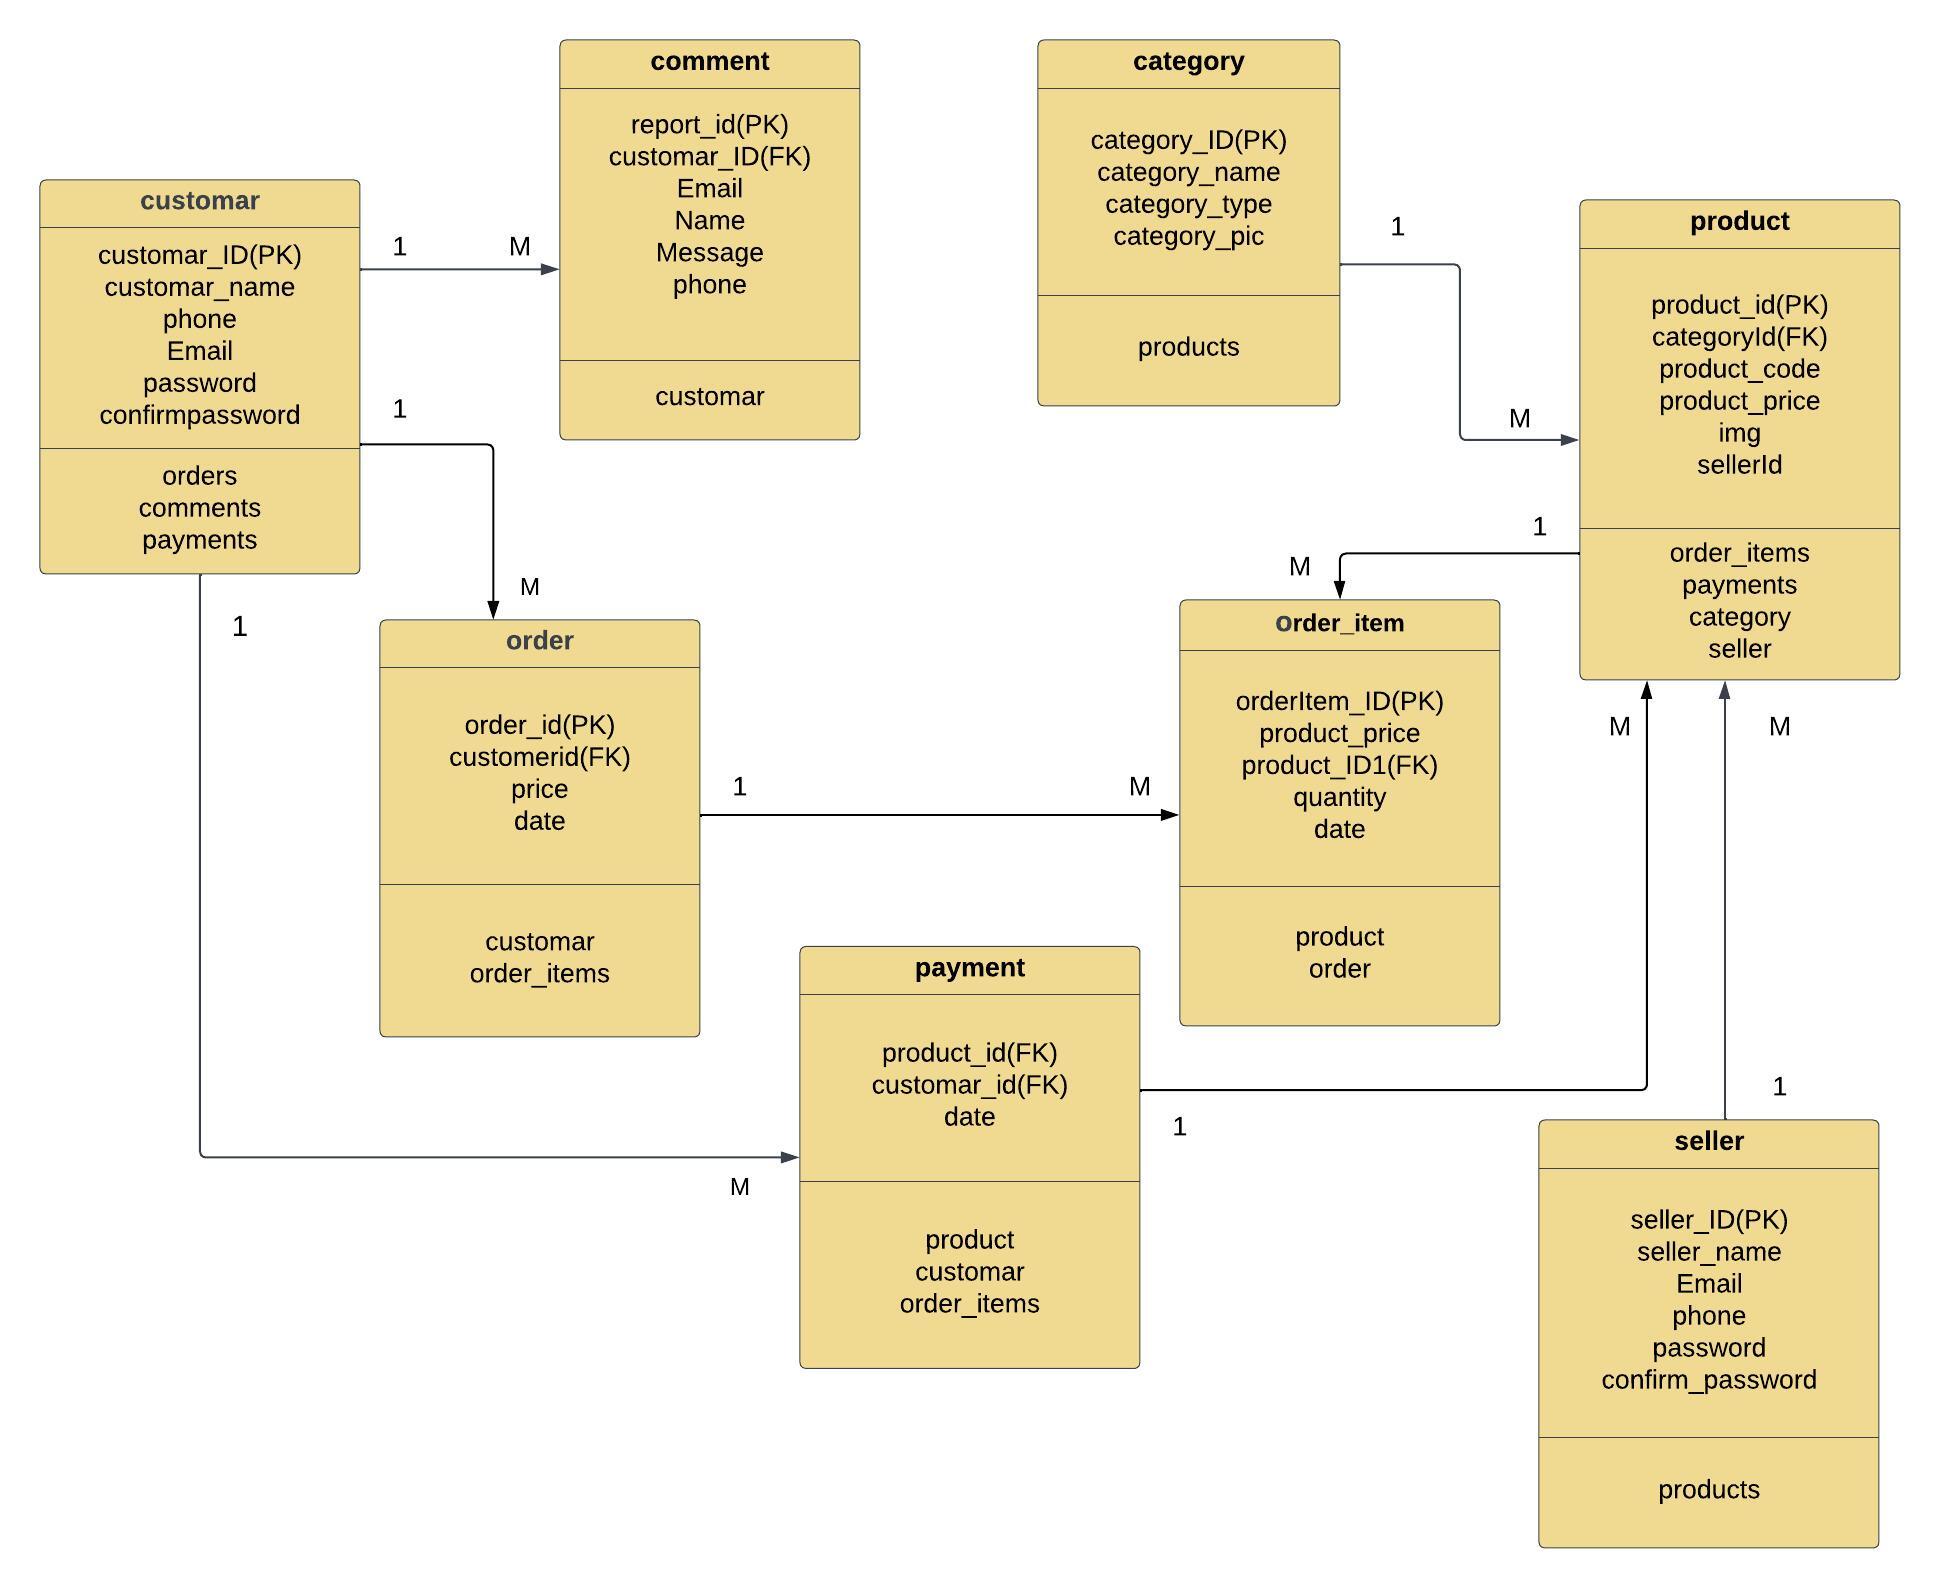 comment
report_id(PK)
customar_ID(FK)
Email
Name
Message
phone
customar
category
category_ID(PK)
category_name
category_type
category_pic
products
customar
customar_ID(PK)
customar_name
phone
Email
password
confirmpassword
orders
comments
payments
1
M
1
M
1
M
product
product_id(PK)
categoryId(FK)
product_code
product_price
img
sellerId
order_items
payments
category
seller
1
M
1
M
order
order_id(PK)
customerid(FK)
price
date
customar
order_items
1
M
order_item
orderItem_ID(PK)
product_price
product_ID1(FK)
quantity
date
product
order
payment
product_id(FK)
customar_id(FK)
date
product
customar
order_items
1
M
M
1
seller
seller_ID(PK)
seller_name
Email
phone
password
confirm_password
products